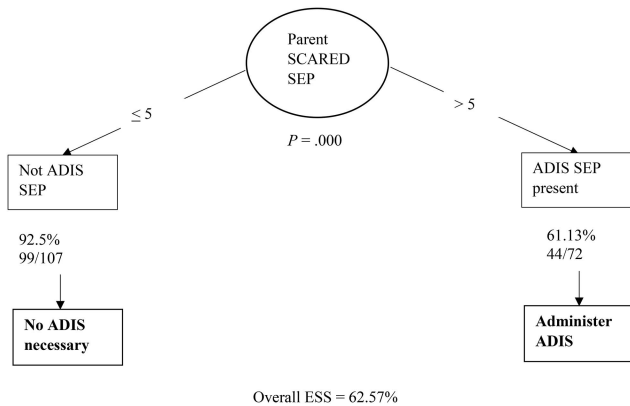 Parent
SCARED
SEP
≤ 5
> 5
P = .000
Not ADIS
SEP
ADIS SEP
present
92.5%
99/107
61.13%
44/72
No ADIS
necessary
Administer
ADIS
Overall ESS = 62.57%